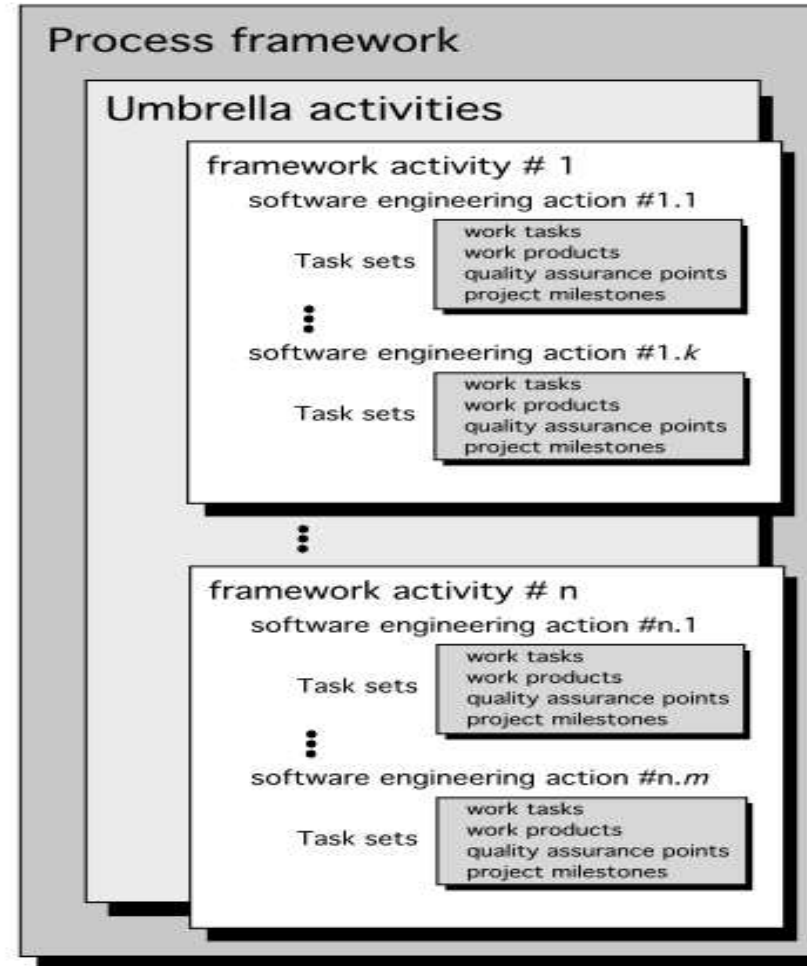 Process framework
Umbrella activities
framework activity # 1
software engineering action #1.1
Task sets
work tasks
work products
quality assurance points
project milestones
software engineering action #1.k
Task sets
work tasks
work products
quality assurance points
project milestones
framework activity # n
software engineering action #n.1
Task sets
work tasks
work products
quality assurance points
project milestones
software engineering action #n.m
Task sets
work tasks
work products
quality assurance points
project milestones